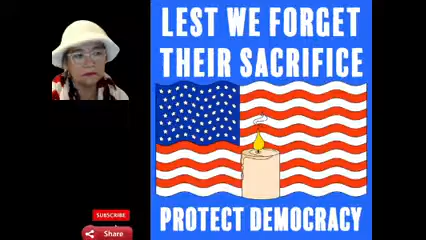 LEST WE FORGET
THEIR SACRIFICE
PROTECT DEMOCRACY
SUBSCRIBE
Share